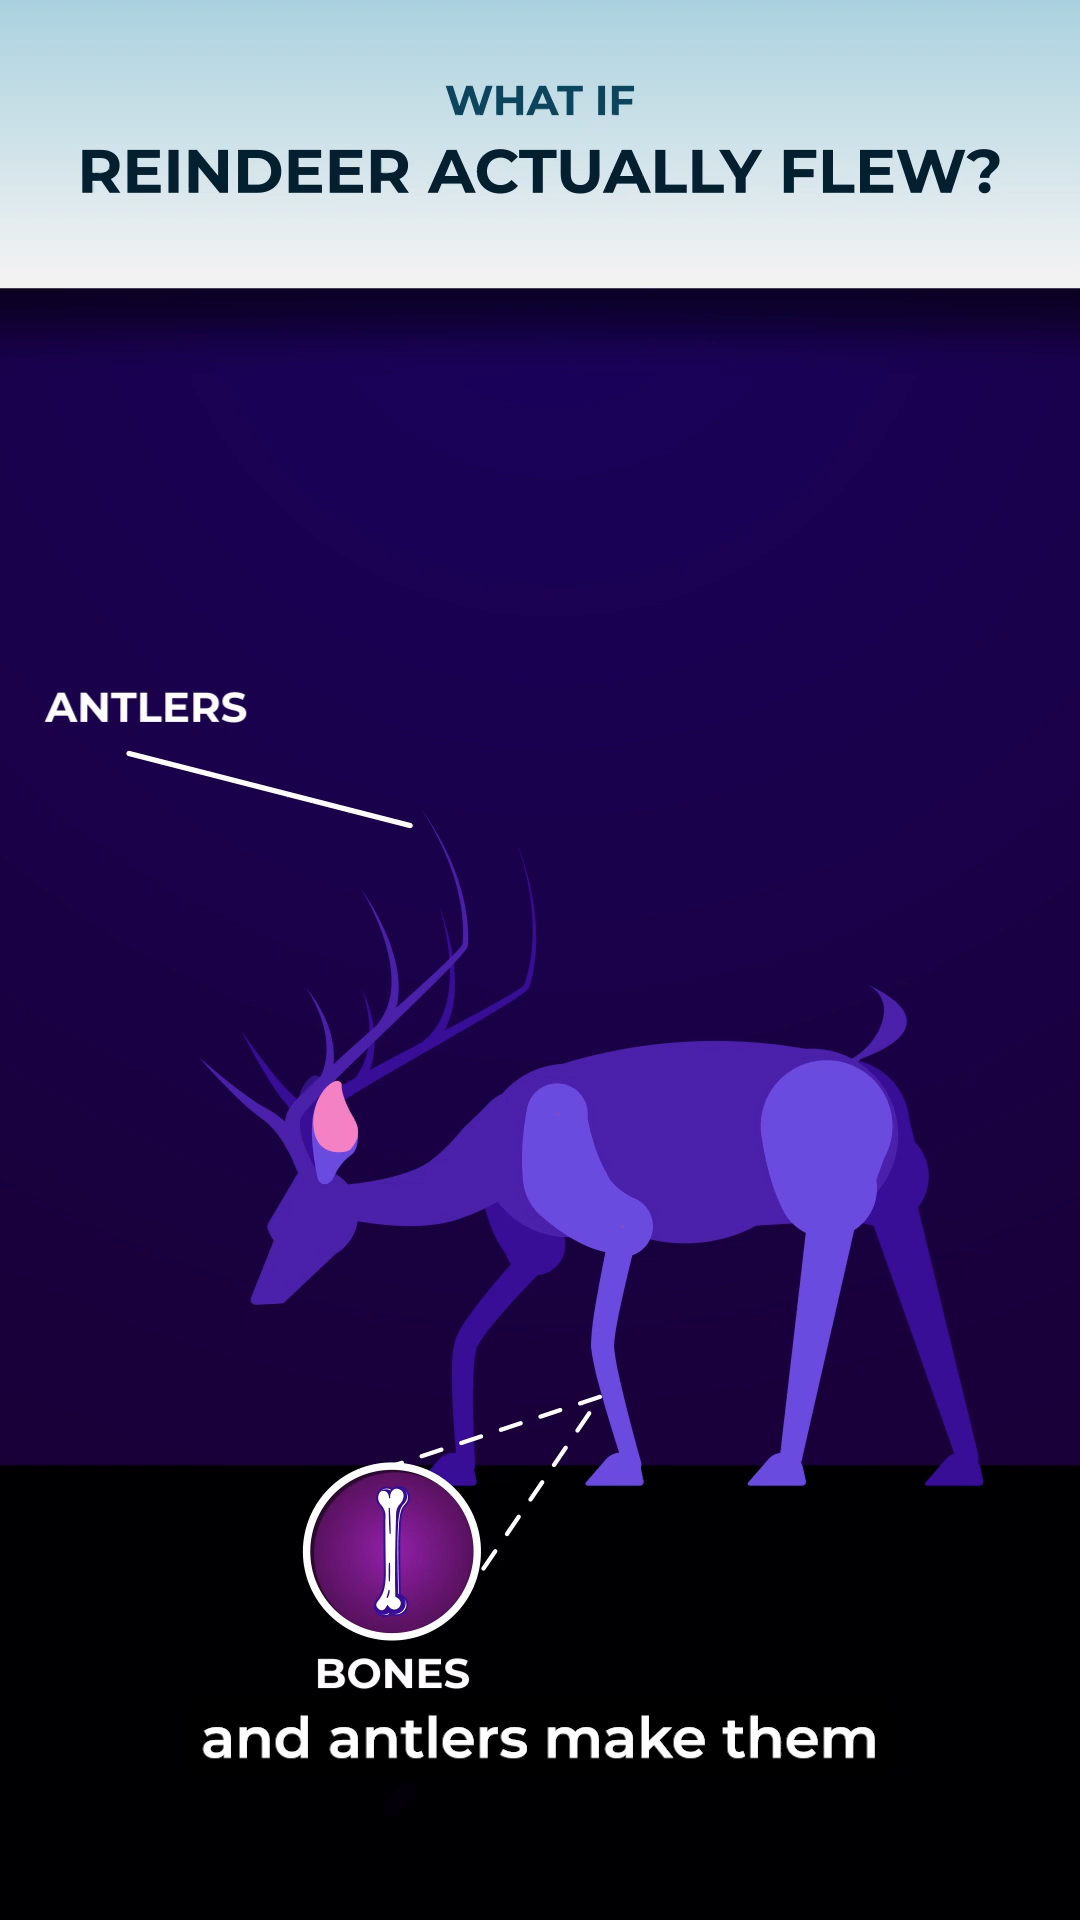 WHAT IF
REINDEER ACTUALLY FLEW?
ANTLERS
BONES
and antlers make them